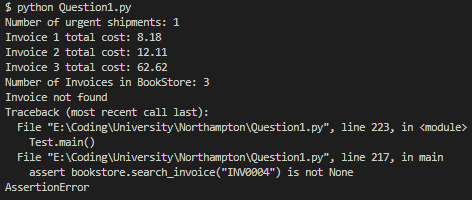 $ python Question1.py
Number of urgent shipments: 1
Invoice 1 total cost: 8.18
Invoice 2 total cost: 12.11
Invoice 3 total cost: 62.62
Number of Invoices in BookStore: 3
Invoice not found
Traceback (most recent call last):
  File "E:\Coding\University\Northampton\Question1.py", line 223, in <module>
    Test.main()
  File "E:\Coding\University\Northampton\Question1.py", line 217, in main
    assert bookstore.search_invoice("INV0004") is not None
AssertionError